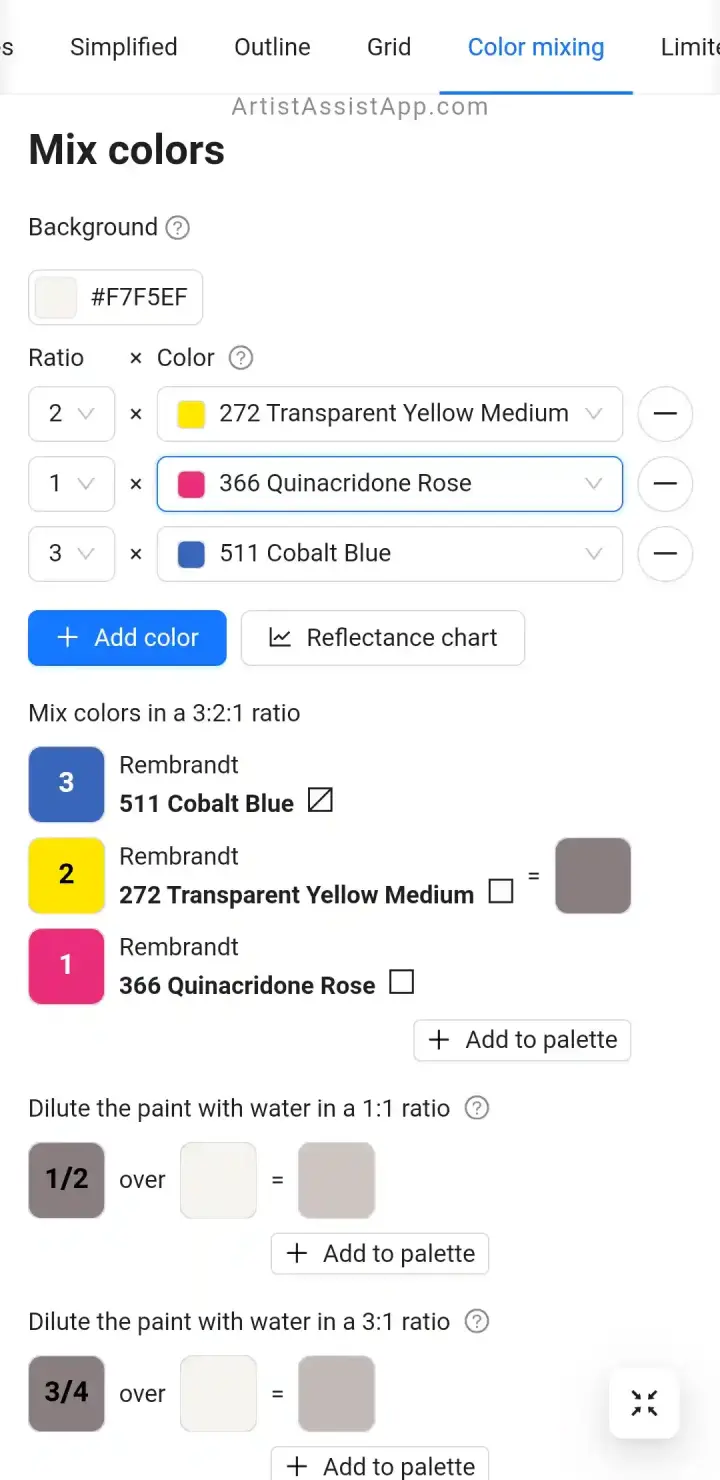 s Simplified Outline Grid Color mixing Limite
ArtistAssistApp.com
Mix colors
Background ?
#F7F5EF
Ratio × Color ?
2 × 272 Transparent Yellow Medium
1 × 366 Quinacridone Rose
3 × 511 Cobalt Blue
+ Add color Reflectance chart
Mix colors in a 3:2:1 ratio
3 Rembrandt
511 Cobalt Blue
2 Rembrandt
272 Transparent Yellow Medium =
1 Rembrandt
366 Quinacridone Rose
+ Add to palette
Dilute the paint with water in a 1:1 ratio ?
1/2 over =
+ Add to palette
Dilute the paint with water in a 3:1 ratio ?
3/4 over =
+ Add to palette